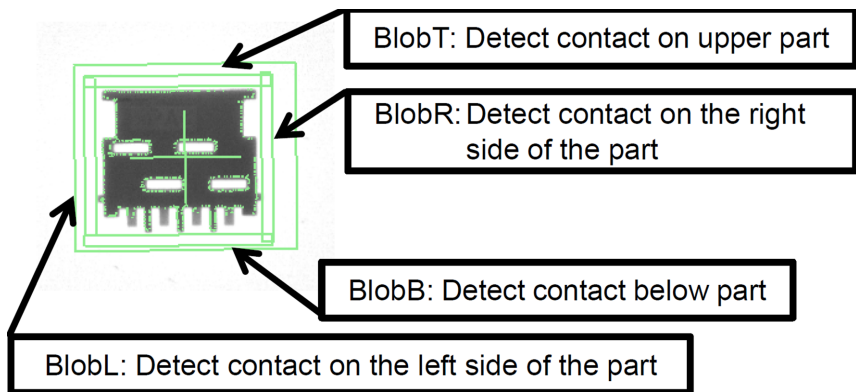 BlobT: Detect contact on upper part
BlobR: Detect contact on the right
side of the part
BlobB: Detect contact below part
BlobL: Detect contact on the left side of the part